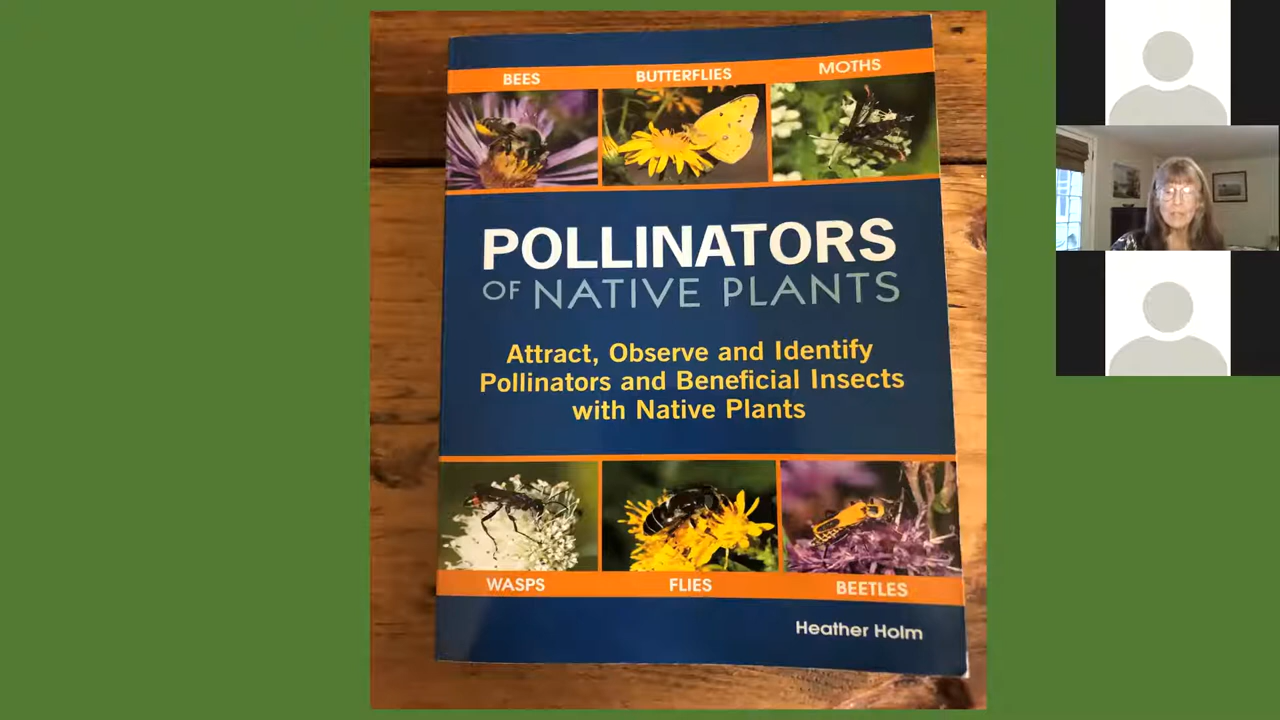 BEES BUTTERFLIES MOTHS
POLLINATORS
OF NATIVE PLANTS
Attract, Observe and Identify
Pollinators and Beneficial Insects
with Native Plants
WASPS FLIES BEETLES
Heather Holm